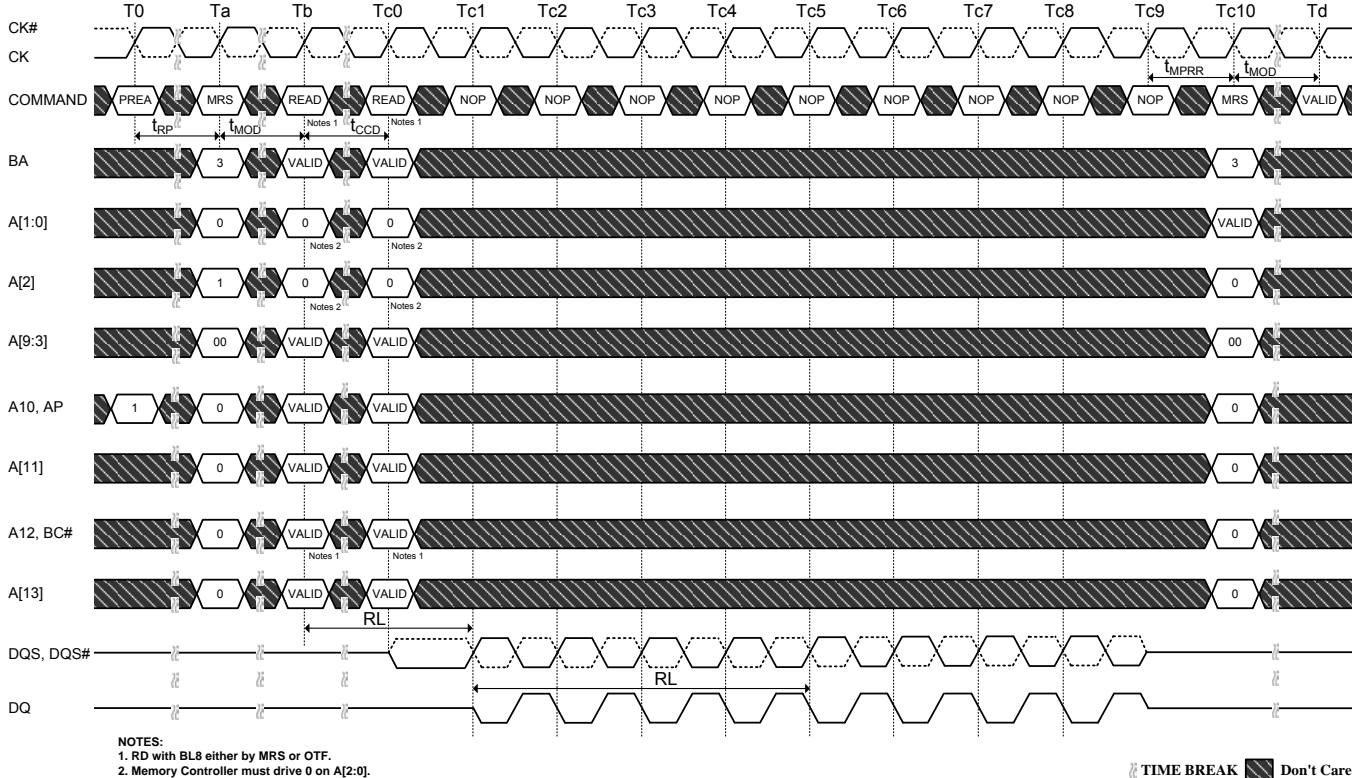 T0 Ta Tb Tc0 Tc1 Tc2 Tc3 Tc4 Tc5 Tc6 Tc7 Tc8 Tc9 Tc10 Td
CK#
CK
tMPRR tMOD
COMMAND PREA MRS READ READ NOP NOP NOP NOP NOP NOP NOP NOP NOP MRS VALID
Notes 1 Notes 1
tRP tMOD tCCD
BA 3 VALID VALID 3
A[1:0] 0 0 0 VALID
Notes 2 Notes 2
A[2] 1 0 0 0
Notes 2 Notes 2
A[9:3] 00 VALID VALID 00
A10, AP 1 0 VALID VALID 0
A[11] 0 VALID VALID 0
A12, BC# 0 VALID VALID 0
Notes 1 Notes 1
A[13] 0 VALID VALID 0
RL
DQS, DQS#
RL
DQ
NOTES:
1. RD with BL8 either by MRS or OTF.
2. Memory Controller must drive 0 on A[2:0].
TIME BREAK Don't Care